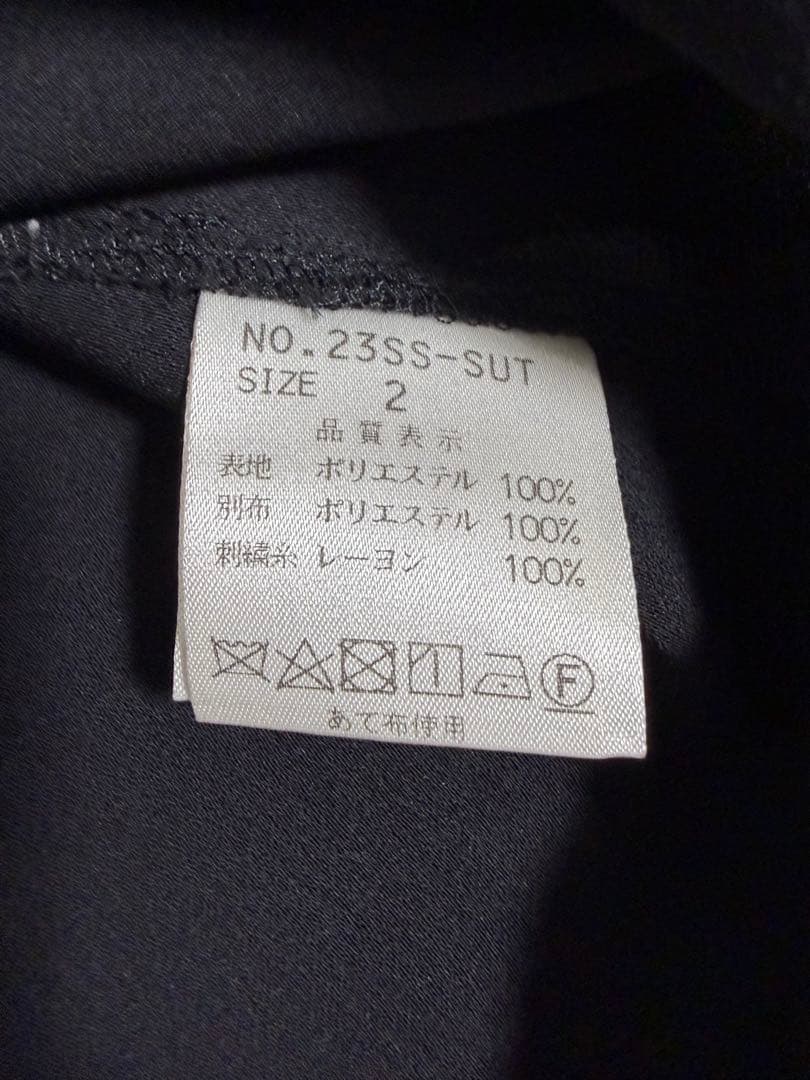 NO.23SS-SUT
SIZE 2
品質表示
表地 ポリエステル 100%
別布 ポリエステル 100%
刺繍糸 レーヨン 100%
F
あて布使用